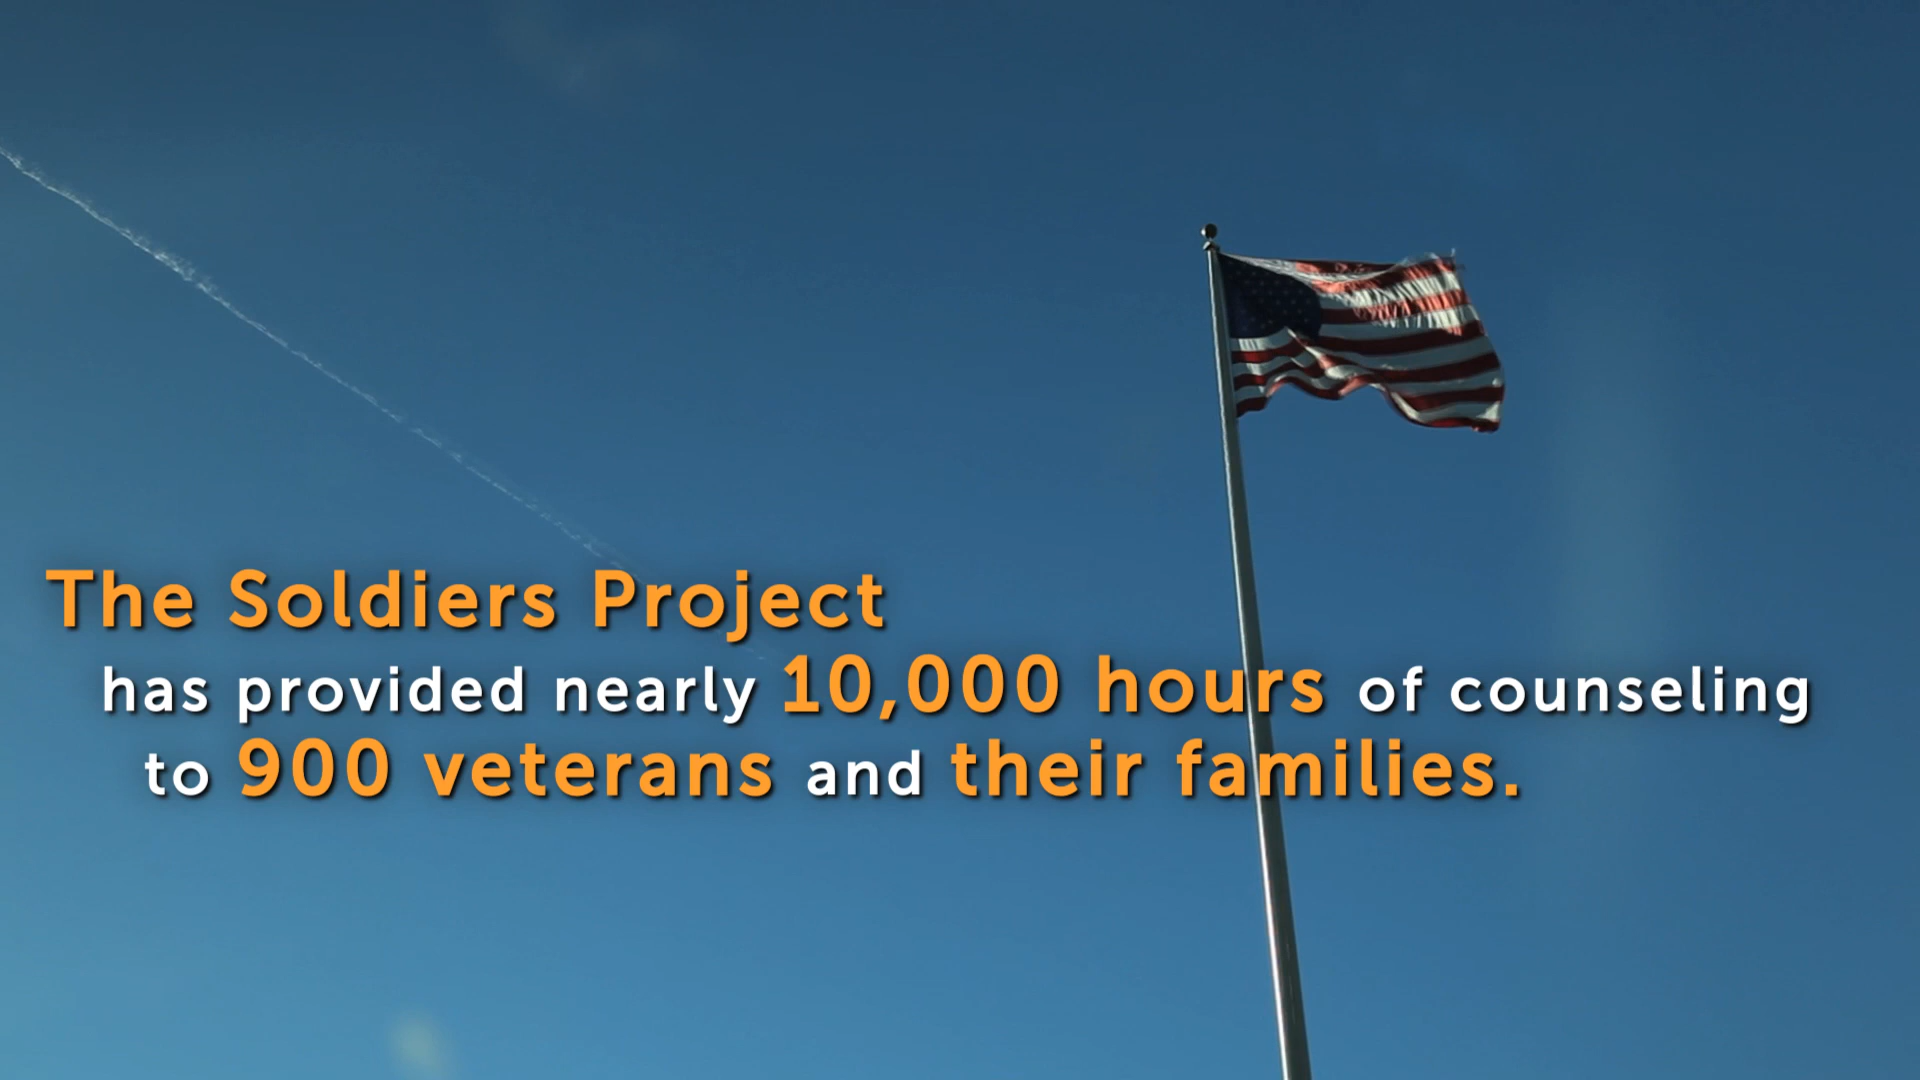 The Soldiers Project
has provided nearly 10,000 hours of counseling
to 900 veterans and their families.